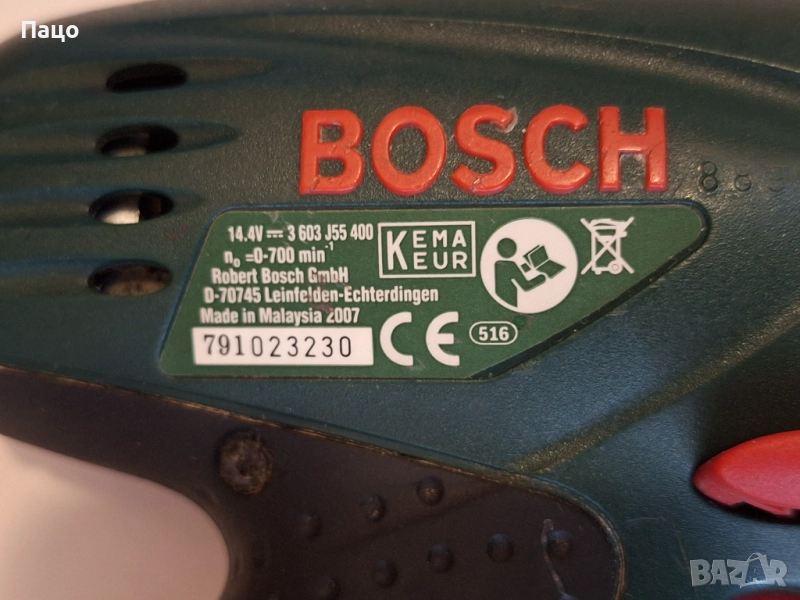 Пацо
BOSCH
14.4V 3 603 J55 400
n₀ =0-700 min⁻¹
Robert Bosch GmbH
D-70745 Leinfelden-Echterdingen
Made in Malaysia 2007
791023230
KEMA
KEUR
CE
516
BAZAR